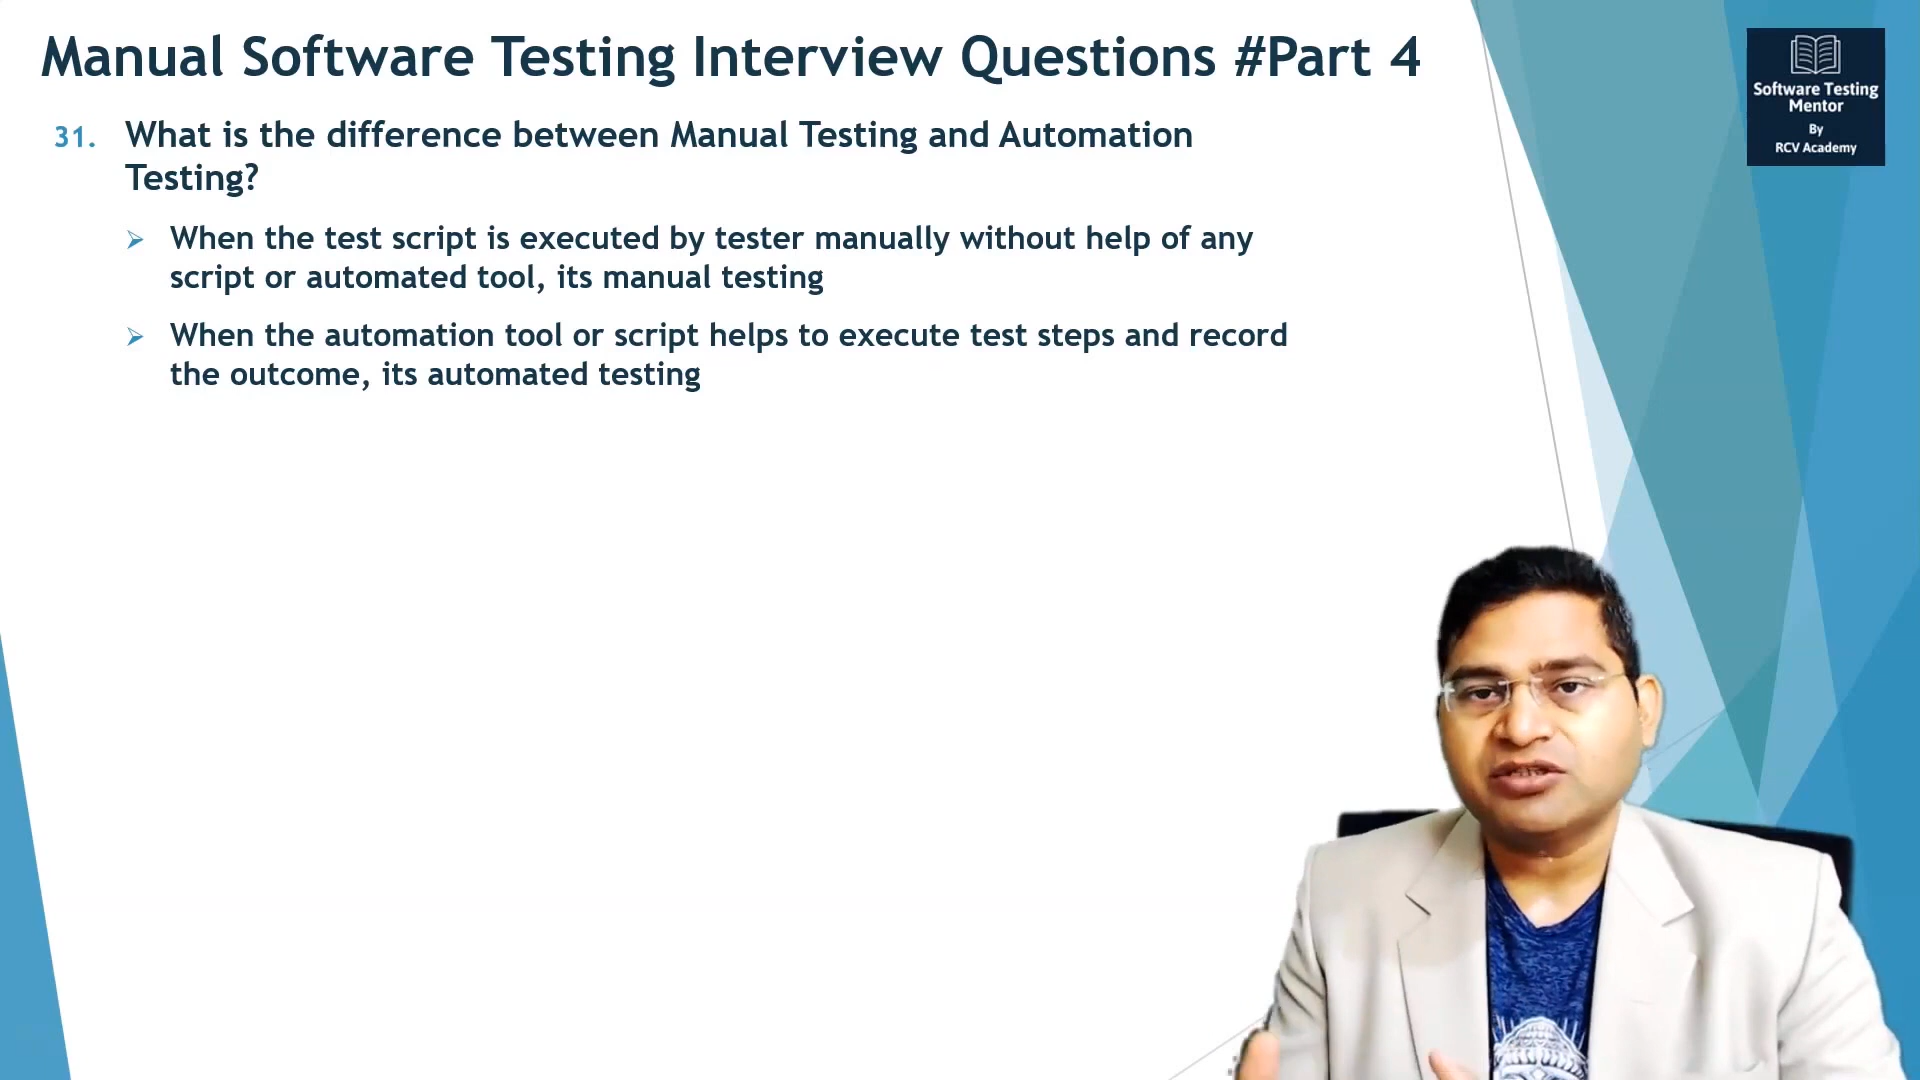 Manual Software Testing Interview Questions #Part 4
Software Testing
Mentor
By
RCV Academy
31. What is the difference between Manual Testing and Automation
Testing?
When the test script is executed by tester manually without help of any
script or automated tool, its manual testing
When the automation tool or script helps to execute test steps and record
the outcome, its automated testing